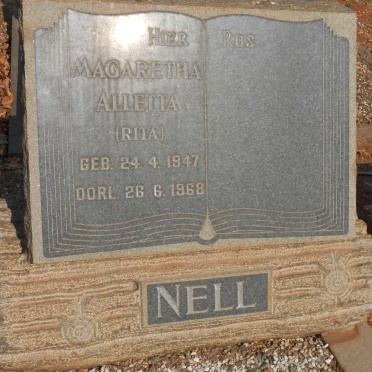 HIER RUS
MAGARETHA
ALLETTA
(RITA)
GEB. 24. 4. 1947
OORL. 26. 6. 1968
NELL